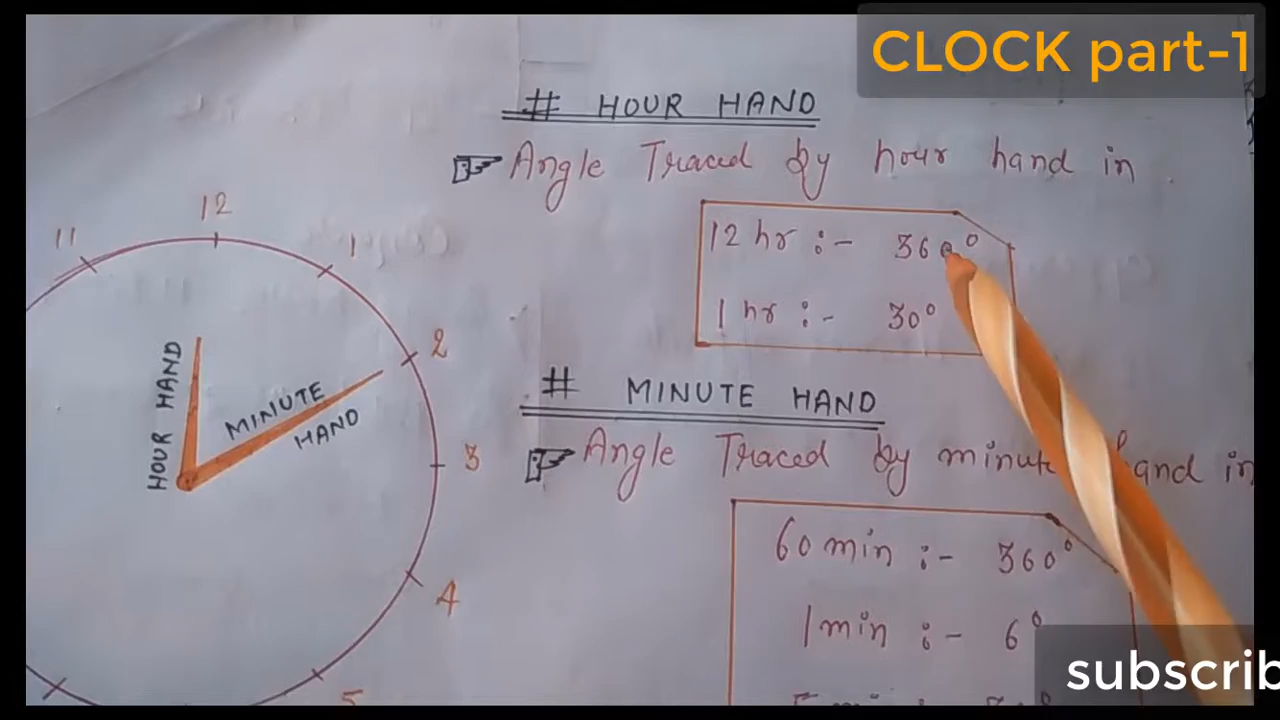 CLOCK part-1
# HOUR HAND
Angle Traced by hour hand in
12 hr :- 360°
1 hr :- 30°
# MINUTE HAND
Angle Traced by minute hand in
60 min :- 360°
1 min :- 6°
11
12
1
2
3
4
5
HOUR HAND
MINUTE
HAND
subscrib